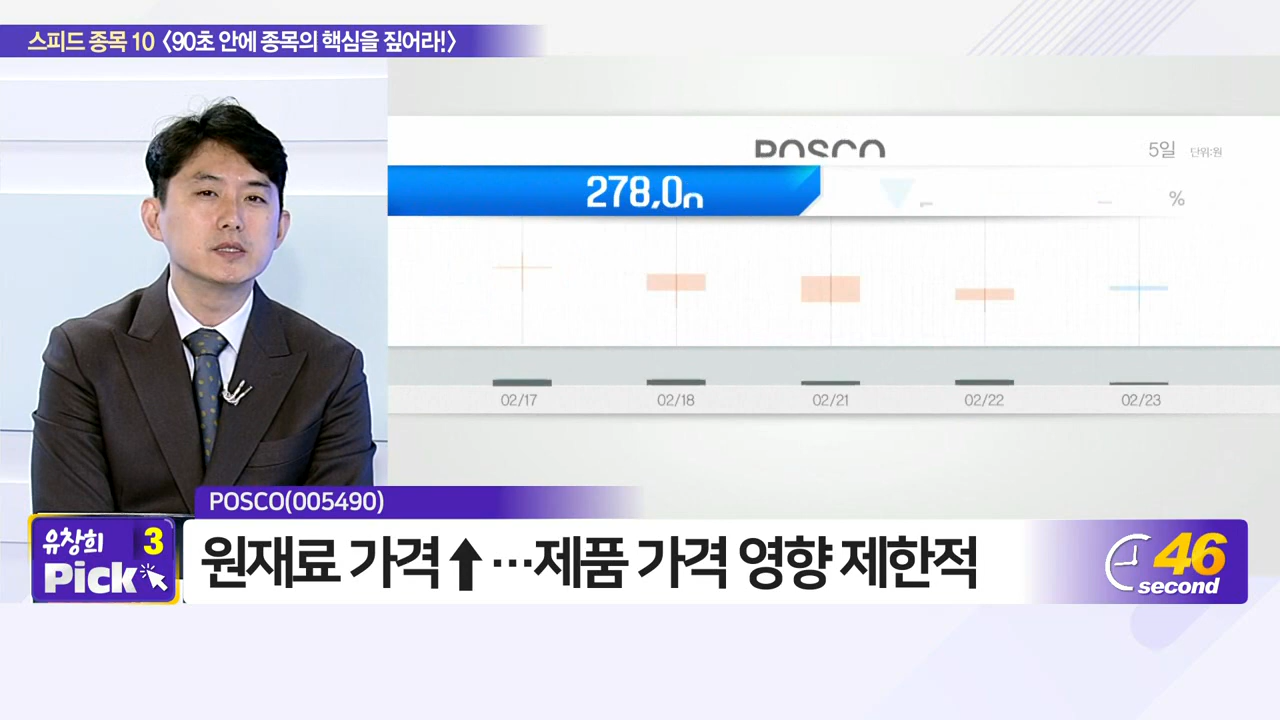 스피드 종목 10 〈90초 안에 종목의 핵심을 짚어라!〉
POSCO
5일 단위:원
278,0
%
02/17 02/18 02/21 02/22 02/23
POSCO(005490)
유창희 3
Pick
원재료 가격⬆…제품 가격 영향 제한적
46
second